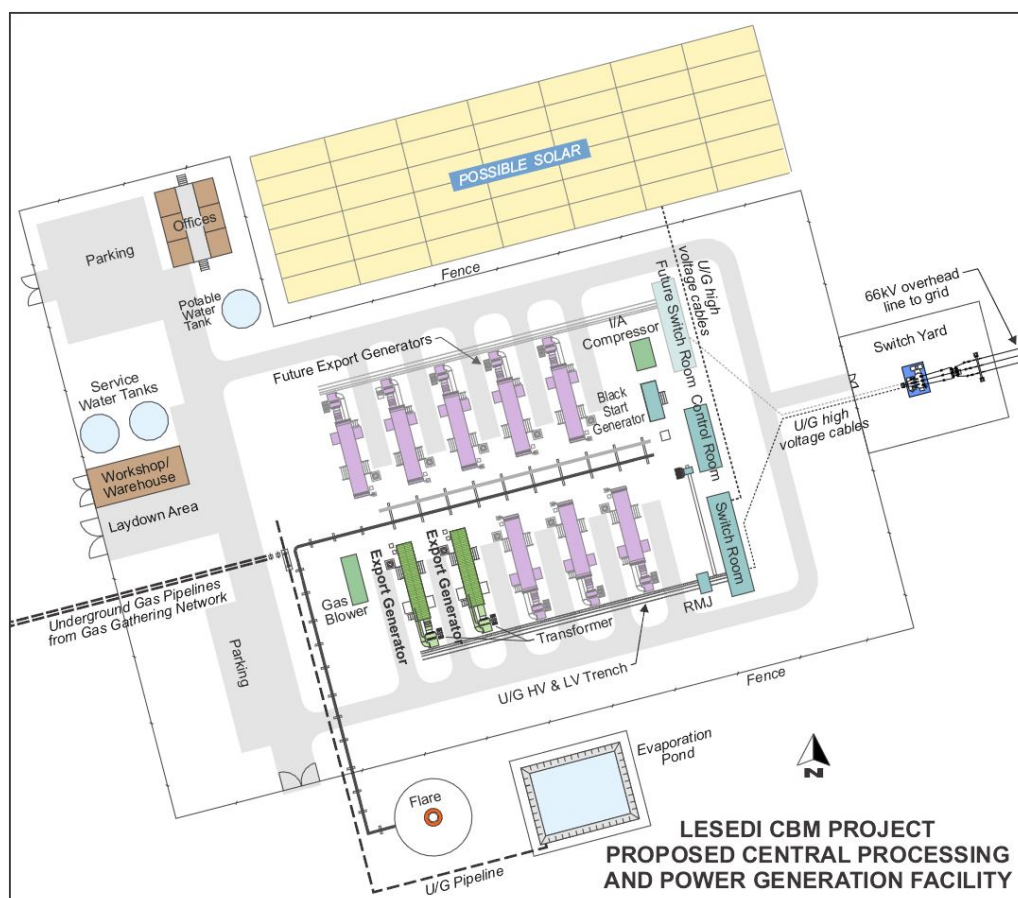 POSSIBLE SOLAR
Offices
Parking
Fence
Potable
Water
Tank
U/G high
voltage cables
66kV overhead
line to grid
Switch Yard
Future Switch Room
I/A
Compressor
Future Export Generators
Service
Water Tanks
Black
Start
Generator
Control Room
U/G high
voltage cables
Workshop/
Warehouse
Laydown Area
Switch Room
Underground Gas Pipelines
from Gas Gathering Network
Gas
Blower
Export Generator
Export Generator
RMJ
Transformer
Parking
U/G HV & LV Trench
Fence
Evaporation
Pond
N
Flare
U/G Pipeline
LESEDI CBM PROJECT
PROPOSED CENTRAL PROCESSING
AND POWER GENERATION FACILITY